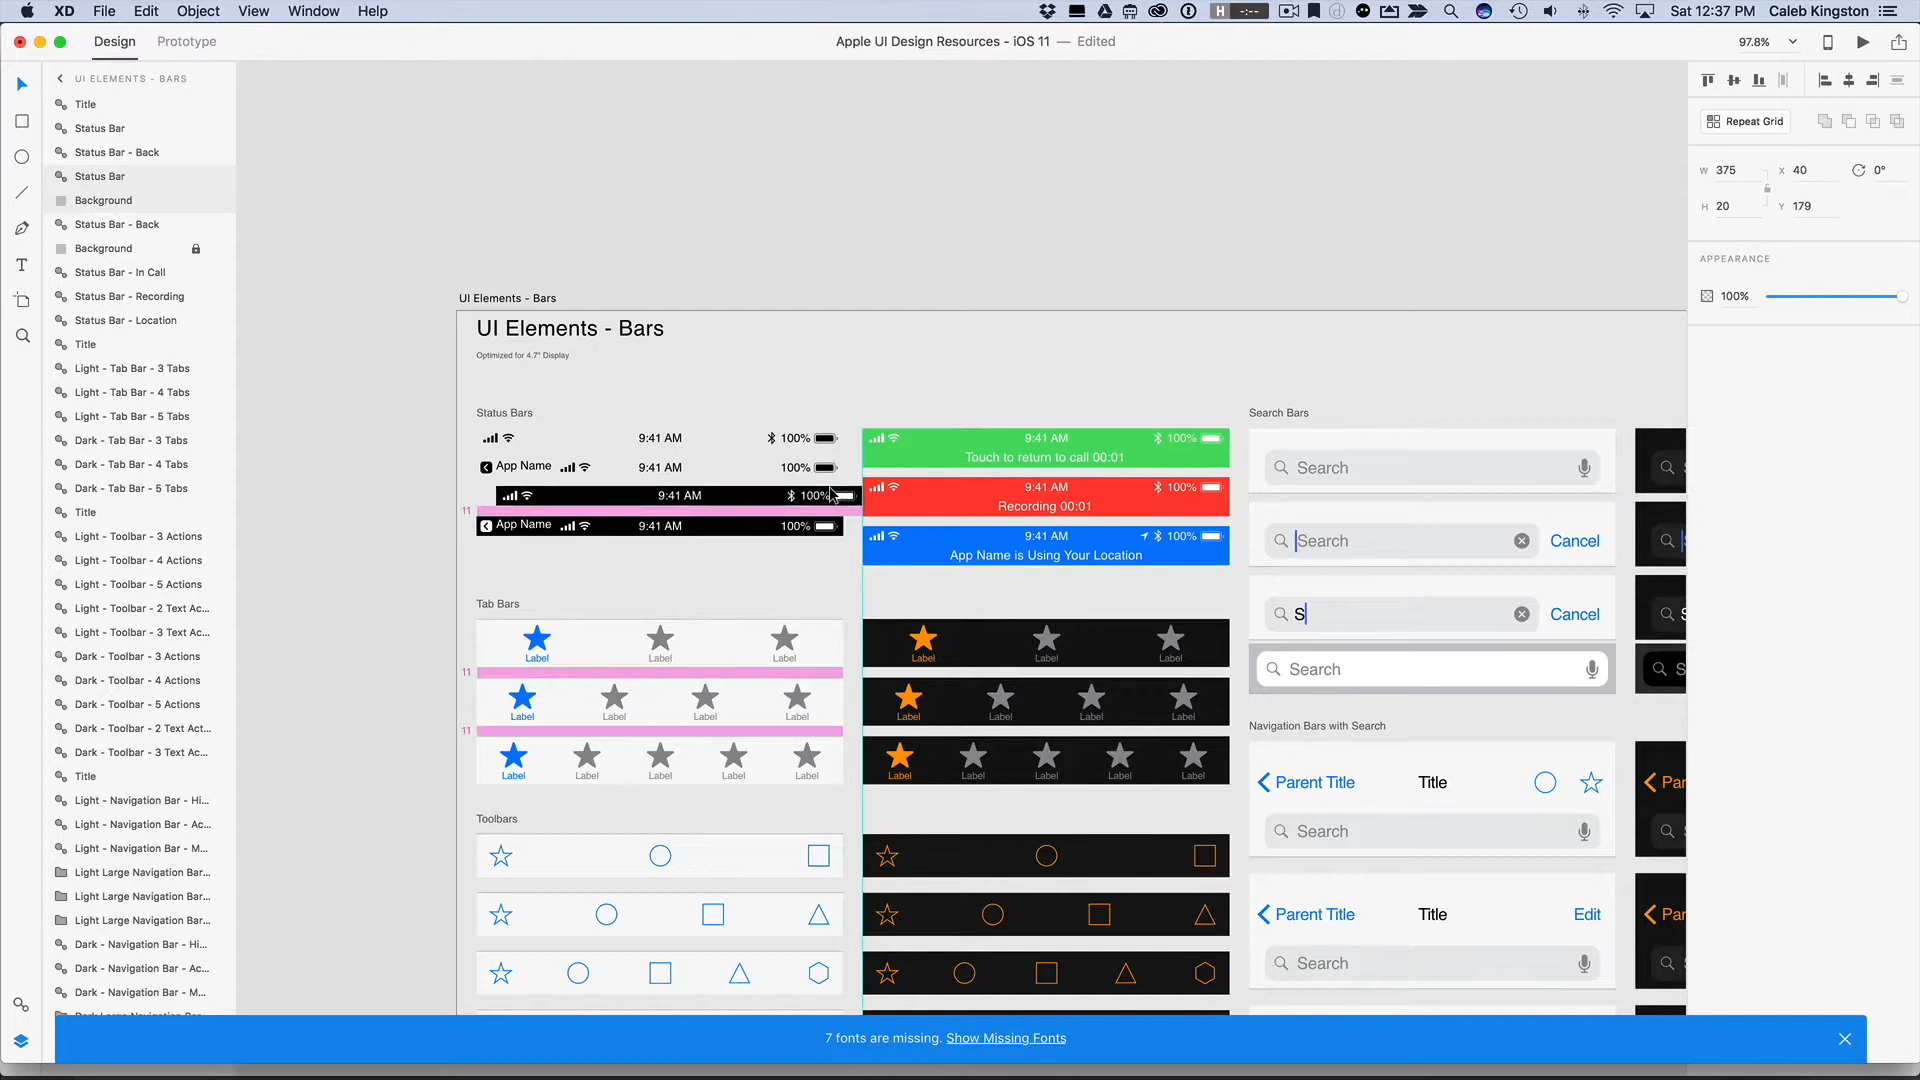 XD File Edit Object View Window Help
H -:-- Sat 12:37 PM Caleb Kingston
Design Prototype
Apple UI Design Resources - iOS 11 — Edited
97.8%
UI ELEMENTS - BARS
Title
Status Bar
Status Bar - Back
Status Bar
Background
Status Bar - Back
Background
Status Bar - In Call
Status Bar - Recording
Status Bar - Location
Title
Light - Tab Bar - 3 Tabs
Light - Tab Bar - 4 Tabs
Light - Tab Bar - 5 Tabs
Dark - Tab Bar - 3 Tabs
Dark - Tab Bar - 4 Tabs
Dark - Tab Bar - 5 Tabs
Title
Light - Toolbar - 3 Actions
Light - Toolbar - 4 Actions
Light - Toolbar - 5 Actions
Light - Toolbar - 2 Text Ac...
Light - Toolbar - 3 Text Ac...
Dark - Toolbar - 3 Actions
Dark - Toolbar - 4 Actions
Dark - Toolbar - 5 Actions
Dark - Toolbar - 2 Text Act...
Dark - Toolbar - 3 Text Ac...
Title
Light - Navigation Bar - Hi...
Light - Navigation Bar - Ac...
Light - Navigation Bar - M...
Light Large Navigation Bar...
Light Large Navigation Bar...
Light Large Navigation Bar...
Dark - Navigation Bar - Hi...
Dark - Navigation Bar - Ac...
Dark - Navigation Bar - M...
UI Elements - Bars
UI Elements - Bars
Optimized for 4.7" Display
Status Bars
9:41 AM 100%
App Name 9:41 AM 100%
9:41 AM 100%
11
App Name 9:41 AM 100%
9:41 AM 100%
Touch to return to call 00:01
9:41 AM 100%
Recording 00:01
9:41 AM 100%
App Name is Using Your Location
Tab Bars
Label Label Label
11
Label Label Label Label
11
Label Label Label Label Label
Label Label Label
Label Label Label Label
Label Label Label Label Label
Toolbars
Search Bars
Search
Search Cancel
S Cancel
Search
S
S
Navigation Bars with Search
Parent Title Title
Search
Parent Title Title Edit
Search
Par
Par
Repeat Grid
W 375 X 40 0°
H 20 Y 179
APPEARANCE
100%
7 fonts are missing. Show Missing Fonts